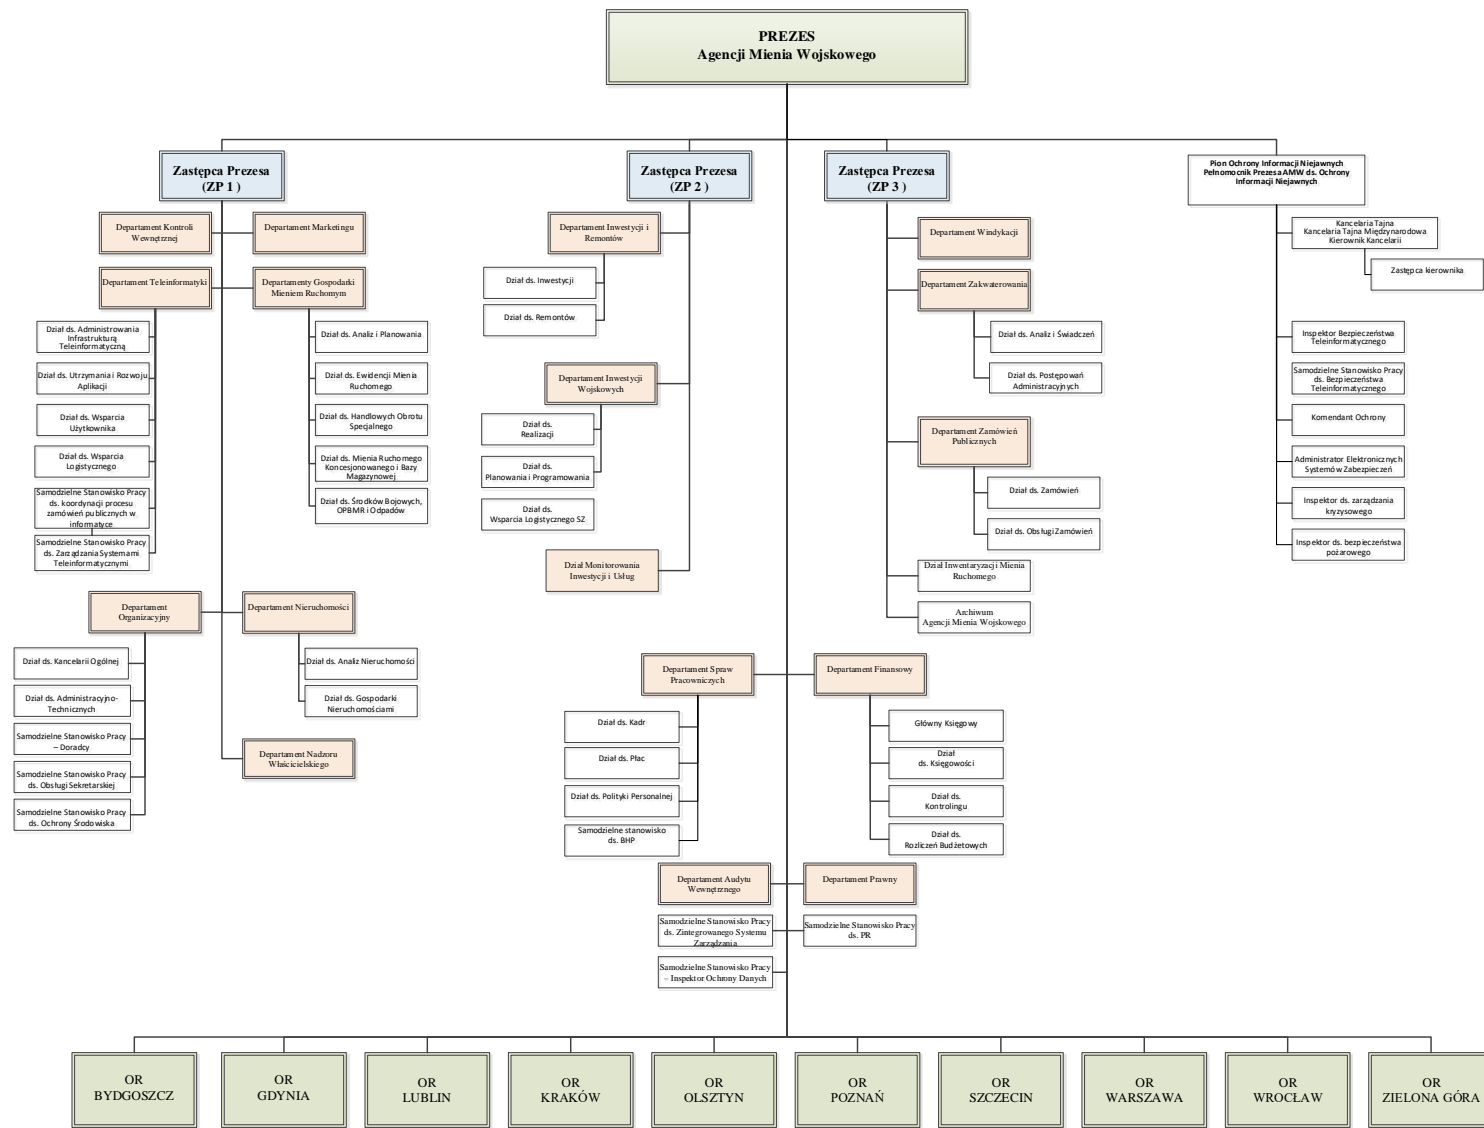 PREZES
Agencji Mienia Wojskowego
Zastępca Prezesa
(ZP 1 )
Zastępca Prezesa
(ZP 2 )
Zastępca Prezesa
(ZP 3 )
Pion Ochrony Informacji Niejawnych
Pełnomocnik Prezesa AMW ds. Ochrony
Informacji Niejawnych
Departament Kontroli
Wewnętrznej
Departament Marketingu
Departament Teleinformatyki
Departamenty Gospodarki
Mieniem Ruchomym
Dział ds. Administrowania
Infrastrukturą
Teleinformatyczną
Dział ds. Utrzymania i Rozwoju
Aplikacji
Dział ds. Wsparcia
Użytkownika
Dział ds. Wsparcia
Logistycznego
Samodzielne Stanowisko Pracy
ds. koordynacji procesu
zamówień publicznych w
informatyce
Samodzielne Stanowisko Pracy
ds. Zarządzania Systemami
Teleinformatycznymi
Dział ds. Analiz i Planowania
Dział ds. Ewidencji Mienia
Ruchomego
Dział ds. Handlowych Obrotu
Specjalnego
Dział ds. Mienia Ruchomego
Koncesjonowanego i Bazy
Magazynowej
Dział ds. Środków Bojowych,
OPBMR i Odpadów
Departament
Organizacyjny
Departament Nieruchomości
Dział ds. Kancelarii Ogólnej
Dział ds. Administracyjno-
Technicznych
Samodzielne Stanowisko Pracy
– Doradcy
Samodzielne Stanowisko Pracy
ds. Obsługi Sekretarskiej
Samodzielne Stanowisko Pracy
ds. Ochrony Środowiska
Dział ds. Analiz Nieruchomości
Dział ds. Gospodarki
Nieruchomościami
Departament Nadzoru
Właścicielskiego
Departament Inwestycji i
Remontów
Dział ds. Inwestycji
Dział ds. Remontów
Departament Inwestycji
Wojskowych
Dział ds.
Realizacji
Dział ds.
Planowania i Programowania
Dział ds.
Wsparcia Logistycznego SZ
Dział Monitorowania
Inwestycji i Usług
Departament Windykacji
Departament Zakwaterowania
Dział ds. Analiz i Świadczeń
Dział ds. Postępowań
Administracyjnych
Departament Zamówień
Publicznych
Dział ds. Zamówień
Dział ds. Obsługi Zamówień
Dział Inwentaryzacji Mienia
Ruchomego
Archiwum
Agencji Mienia Wojskowego
Kancelaria Tajna
Kancelaria Tajna Międzynarodowa
Kierownik Kancelarii
Zastępca kierownika
Inspektor Bezpieczeństwa
Teleinformatycznego
Samodzielne Stanowisko Pracy
ds. Bezpieczeństwa
Teleinformatycznego
Komendant Ochrony
Administrator Elektronicznych
Systemów Zabezpieczeń
Inspektor ds. zarządzania
kryzysowego
Inspektor ds. bezpieczeństwa
pożarowego
Departament Spraw
Pracowniczych
Departament Finansowy
Dział ds. Kadr
Dział ds. Płac
Dział ds. Polityki Personalnej
Samodzielne stanowisko
ds. BHP
Główny Księgowy
Dział
ds. Księgowości
Dział ds.
Kontrolingu
Dział ds.
Rozliczeń Budżetowych
Departament Audytu
Wewnętrznego
Departament Prawny
Samodzielne Stanowisko Pracy
ds. Zintegrowanego Systemu
Zarządzania
Samodzielne Stanowisko Pracy
ds. PR
Samodzielne Stanowisko Pracy
– Inspektor Ochrony Danych
OR
BYDGOSZCZ
OR
GDYNIA
OR
LUBLIN
OR
KRAKÓW
OR
OLSZTYN
OR
POZNAŃ
OR
SZCZECIN
OR
WARSZAWA
OR
WROCŁAW
OR
ZIELONA GÓRA